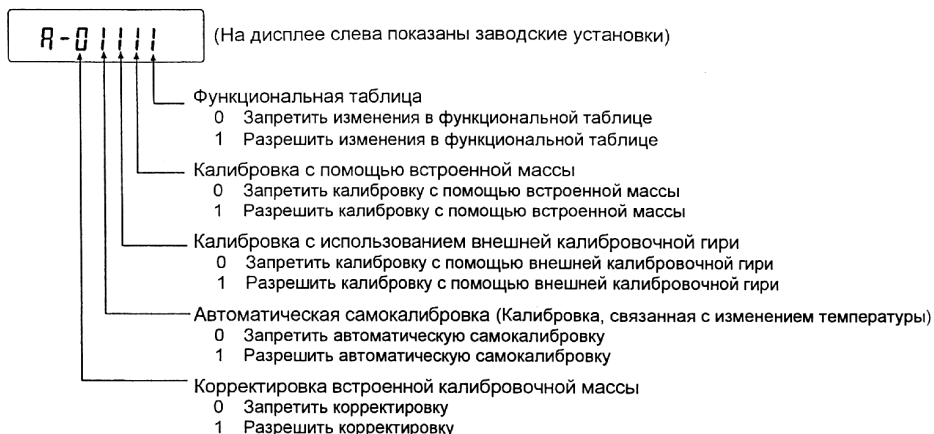 A-01111 (На дисплее слева показаны заводские установки)
Функциональная таблица
0 Запретить изменения в функциональной таблице
1 Разрешить изменения в функциональной таблице
Калибровка с помощью встроенной массы
0 Запретить калибровку с помощью встроенной массы
1 Разрешить калибровку с помощью встроенной массы
Калибровка с использованием внешней калибровочной гири
0 Запретить калибровку с помощью внешней калибровочной гири
1 Разрешить калибровку с помощью внешней калибровочной гири
Автоматическая самокалибровка (Калибровка, связанная с изменением температуры)
0 Запретить автоматическую самокалибровку
1 Разрешить автоматическую самокалибровку
Корректировка встроенной калибровочной массы
0 Запретить корректировку
1 Разрешить корректировку